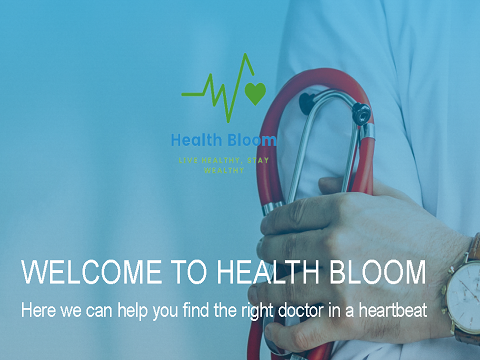 Health Bloom
LIVE HEALTHY, STAY
WEALTHY
WELCOME TO HEALTH BLOOM
Here we can help you find the right doctor in a heartbeat